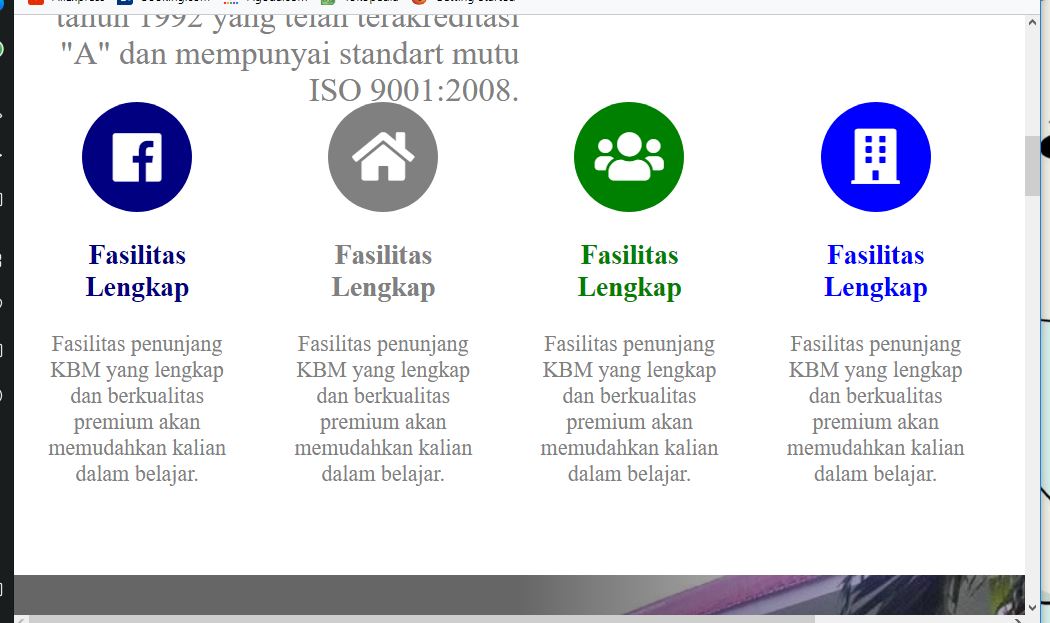 tahun 1992 yang telah terakreditasi
"A" dan mempunyai standart mutu
ISO 9001:2008.
Fasilitas
Lengkap
Fasilitas penunjang
KBM yang lengkap
dan berkualitas
premium akan
memudahkan kalian
dalam belajar.
Fasilitas
Lengkap
Fasilitas penunjang
KBM yang lengkap
dan berkualitas
premium akan
memudahkan kalian
dalam belajar.
Fasilitas
Lengkap
Fasilitas penunjang
KBM yang lengkap
dan berkualitas
premium akan
memudahkan kalian
dalam belajar.
Fasilitas
Lengkap
Fasilitas penunjang
KBM yang lengkap
dan berkualitas
premium akan
memudahkan kalian
dalam belajar.